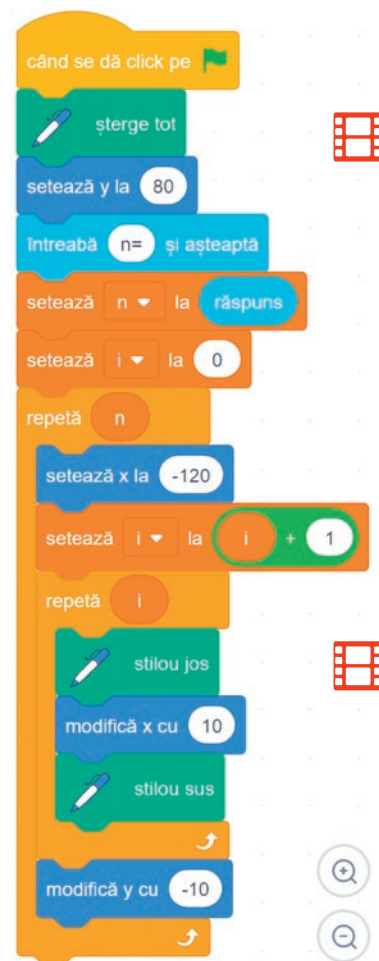 când se dă click pe
șterge tot
setează y la 80
întreabă n= și așteaptă
setează n la răspuns
setează i la 0
repetă n
setează x la -120
setează i la i + 1
repetă i
stilou jos
modifică x cu 10
stilou sus
modifică y cu -10